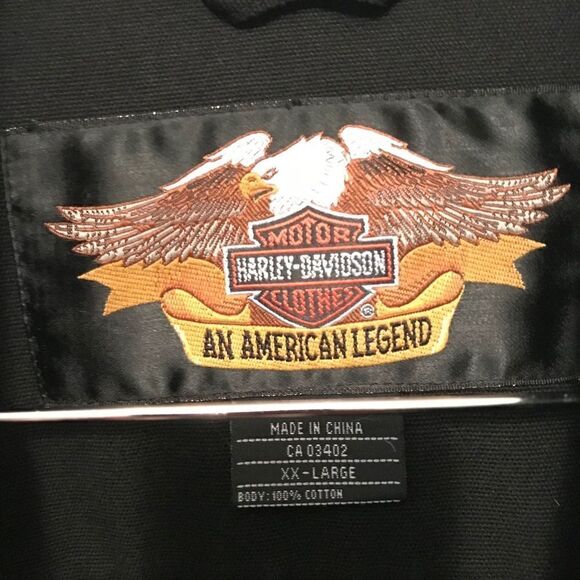 MOTOR
HARLEY-DAVIDSON
CLOTHES
®
AN AMERICAN LEGEND
MADE IN CHINA
CA 03402
XX-LARGE
BODY: 100% COTTON